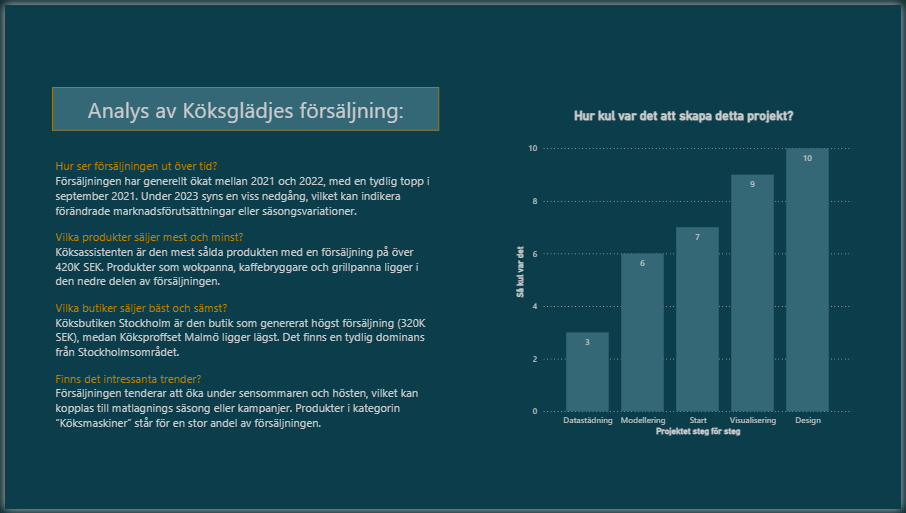 Analys av Köksglädjes försäljning:
Hur ser försäljningen ut över tid?
Försäljningen har generellt ökat mellan 2021 och 2022, med en tydlig topp i
september 2021. Under 2023 syns en viss nedgång, vilket kan indikera
förändrade marknadsförutsättningar eller säsongsvariationer.
Vilka produkter säljer mest och minst?
Köksassistenten är den mest sålda produkten med en försäljning på över
420K SEK. Produkter som wokpanna, kaffebryggare och grillpanna ligger i
den nedre delen av försäljningen.
Vilka butiker säljer bäst och sämst?
Köksbutiken Stockholm är den butik som genererat högst försäljning (320K
SEK), medan Köksproffset Malmö ligger lägst. Det finns en tydlig dominans
från Stockholmsområdet.
Finns det intressanta trender?
Försäljningen tenderar att öka under sensommaren och hösten, vilket kan
kopplas till matlagnings säsong eller kampanjer. Produkter i kategorin
”Köksmaskiner” står för en stor andel av försäljningen.
Hur kul var det att skapa detta projekt?
Så kul var det
10
8
6
4
2
0
3
6
7
9
10
Datastädning Modellering Start Visualisering Design
Projektet steg för steg